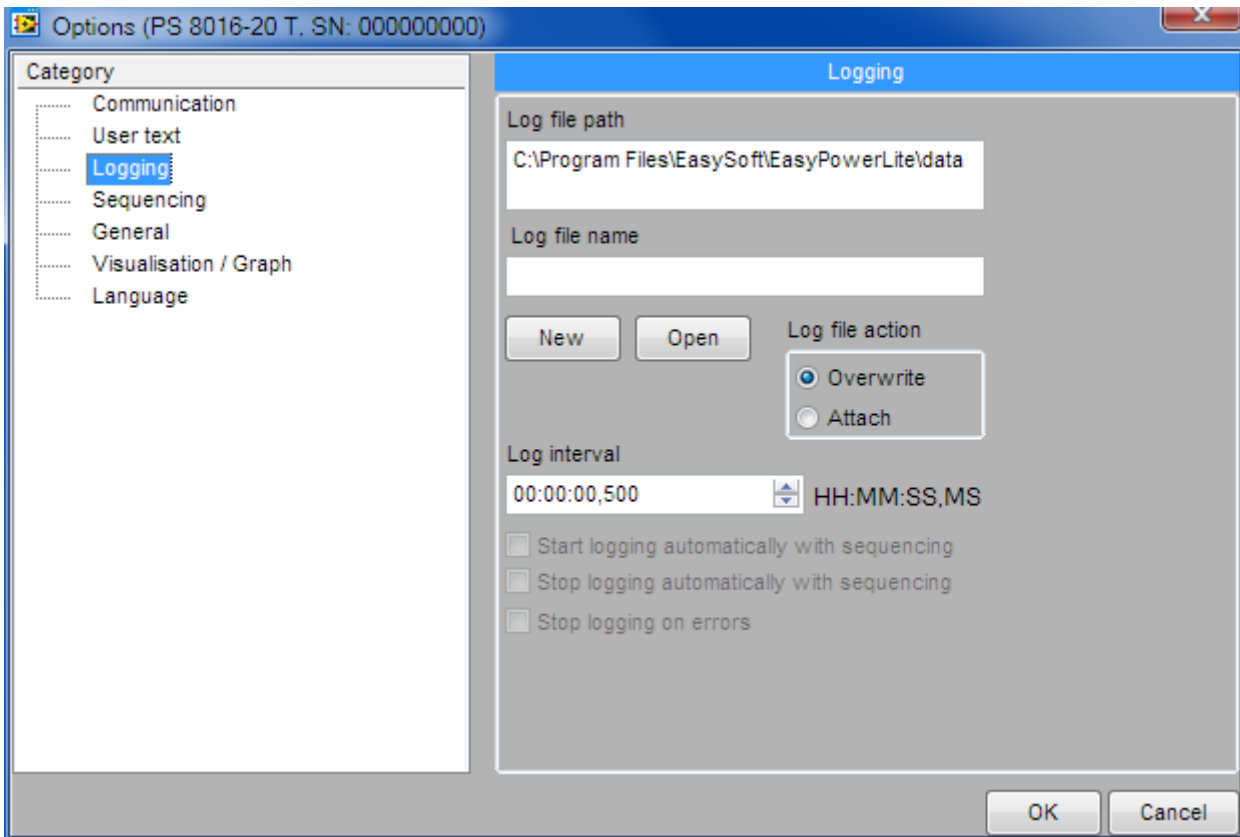 Options (PS 8016-20 T. SN: 000000000)
Category
Communication
User text
Logging
Sequencing
General
Visualisation / Graph
Language
Logging
Log file path
C:\Program Files\EasySoft\EasyPowerLite\data
Log file name
New
Open
Log file action
Overwrite
Attach
Log interval
00:00:00,500
HH:MM:SS,MS
Start logging automatically with sequencing
Stop logging automatically with sequencing
Stop logging on errors
OK
Cancel